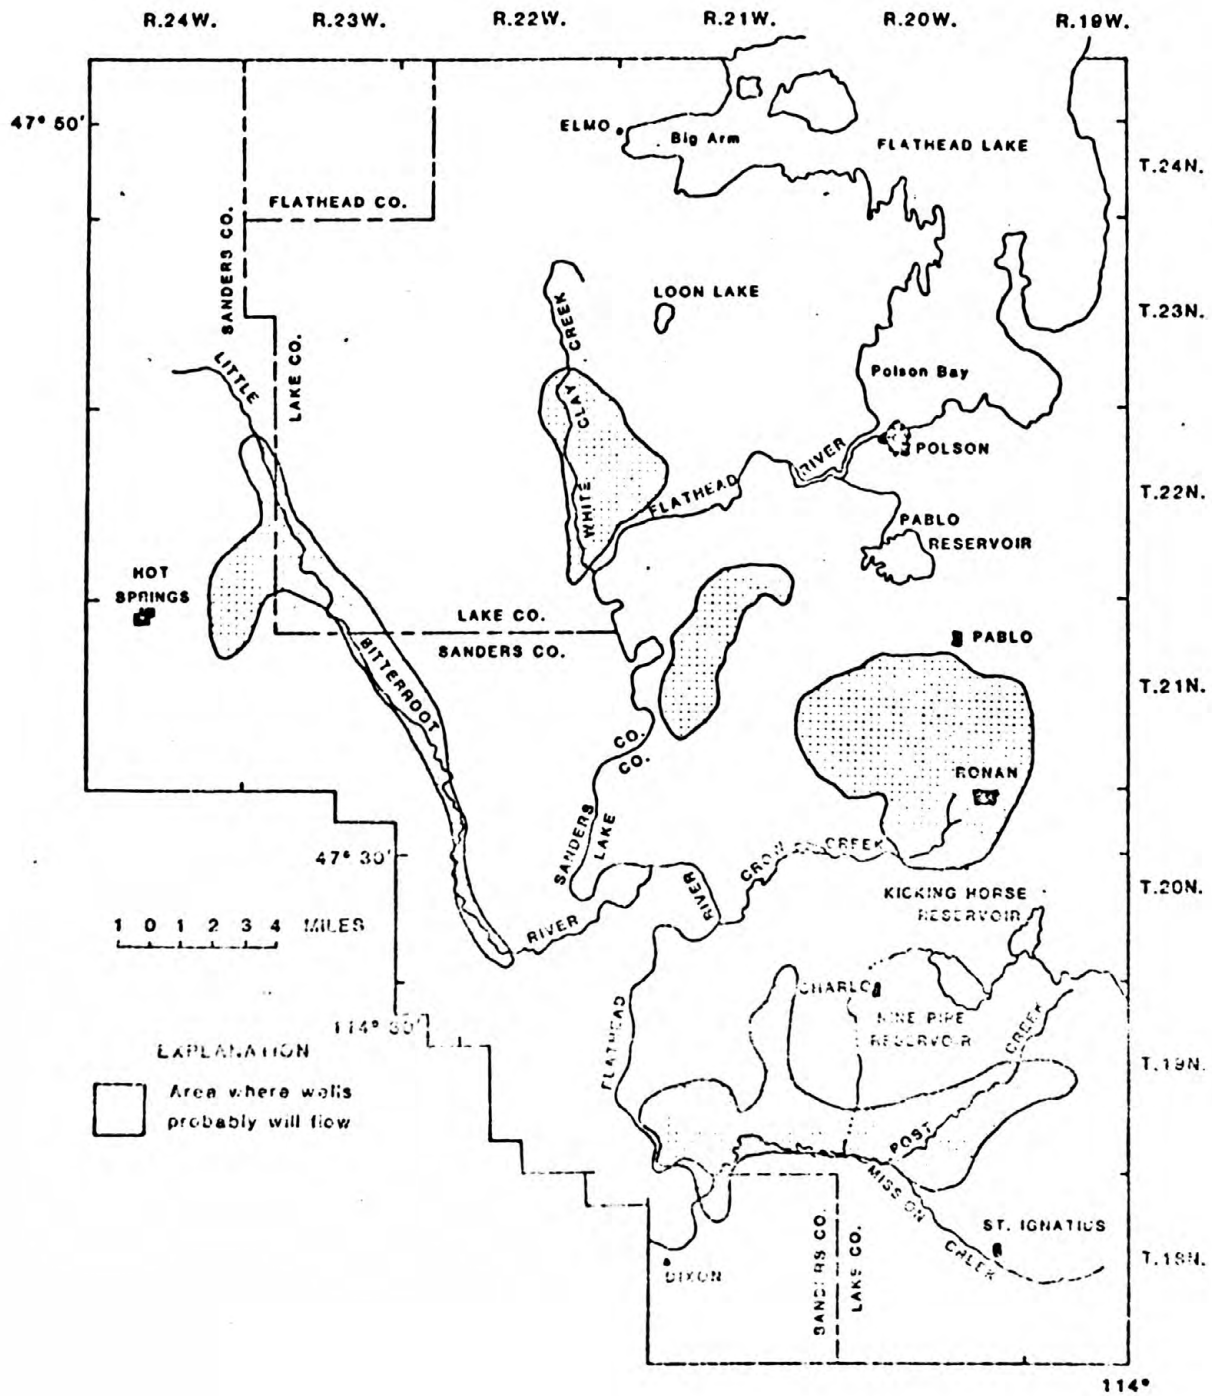 R.24W. R.23W. R.22W. R.21W. R.20W. R.19W.
47° 50'
ELMO
Big Arm
FLATHEAD LAKE
T.24N.
FLATHEAD CO.
SANDERS CO.
LAKE CO.
LOON LAKE
T.23N.
LITTLE
WHITE CLAY CREEK
Polson Bay
POLSON
FLATHEAD RIVER
T.22N.
PABLO
RESERVOIR
HOT
SPRINGS
LAKE CO.
SANDERS CO.
PABLO
BITTERROOT
T.21N.
SANDERS CO.
LAKE CO.
RONAN
47° 30'
CROW CREEK
RIVER
RIVER
T.20N.
KICKING HORSE
RESERVOIR
1 0 1 2 3 4 MILES
CHARLO
114° 30'
NINE PIPE
RESERVOIR
FLATHEAD
POST CREEK
T.19N.
EXPLANATION
Area where wells
probably will flow
MISSION CREEK
ST. IGNATIUS
DIXON
SANDERS CO.
LAKE CO.
T.18N.
114°